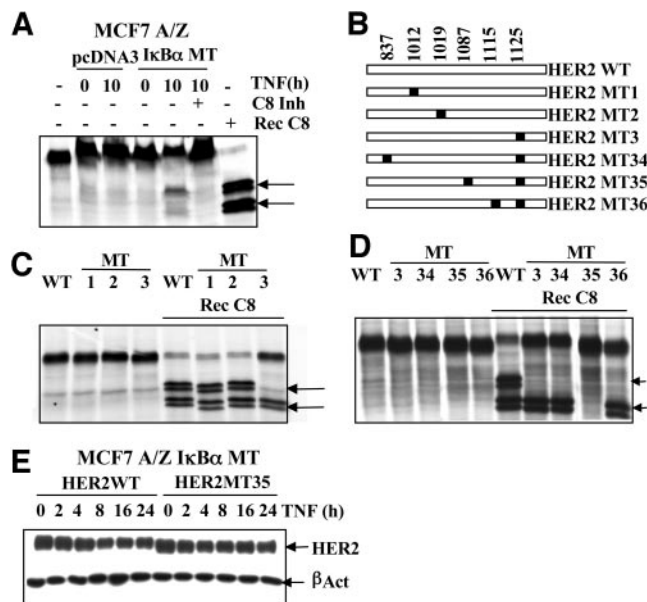 A
MCF7 A/Z
pcDNA3 IκBα MT
- 0 10 0 10 10 - TNF(h)
- - - - - + - C8 Inh
- - - - - - + Rec C8
B
837 1012 1019 1087 1115 1125
HER2 WT
HER2 MT1
HER2 MT2
HER2 MT3
HER2 MT34
HER2 MT35
HER2 MT36
C
MT MT
WT 1 2 3 WT 1 2 3
Rec C8
D
MT MT
WT 3 34 35 36 WT 3 34 35 36
Rec C8
E
MCF7 A/Z IκBα MT
HER2WT HER2MT35
0 2 4 8 16 24 0 2 4 8 16 24 TNF (h)
HER2
βAct